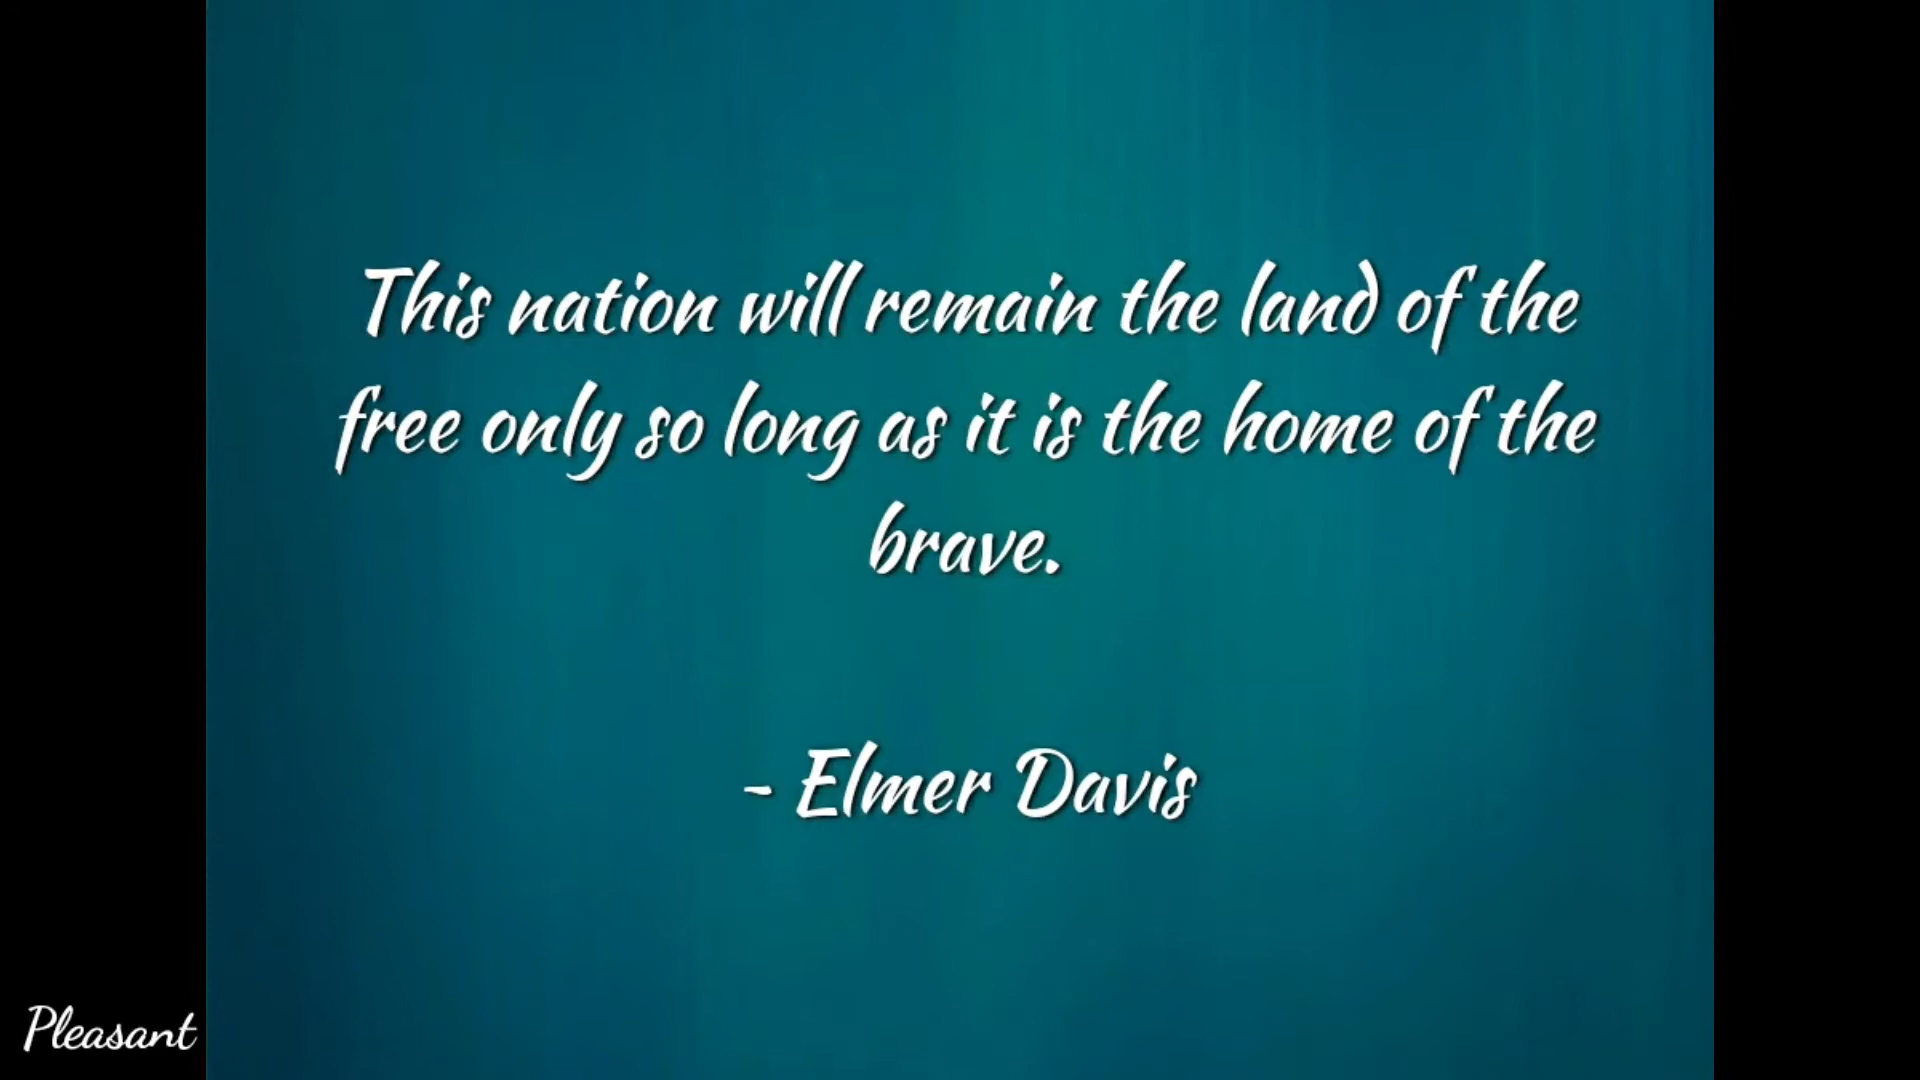 This nation will remain the land of the
free only so long as it is the home of the
brave.
- Elmer Davis
Pleasant